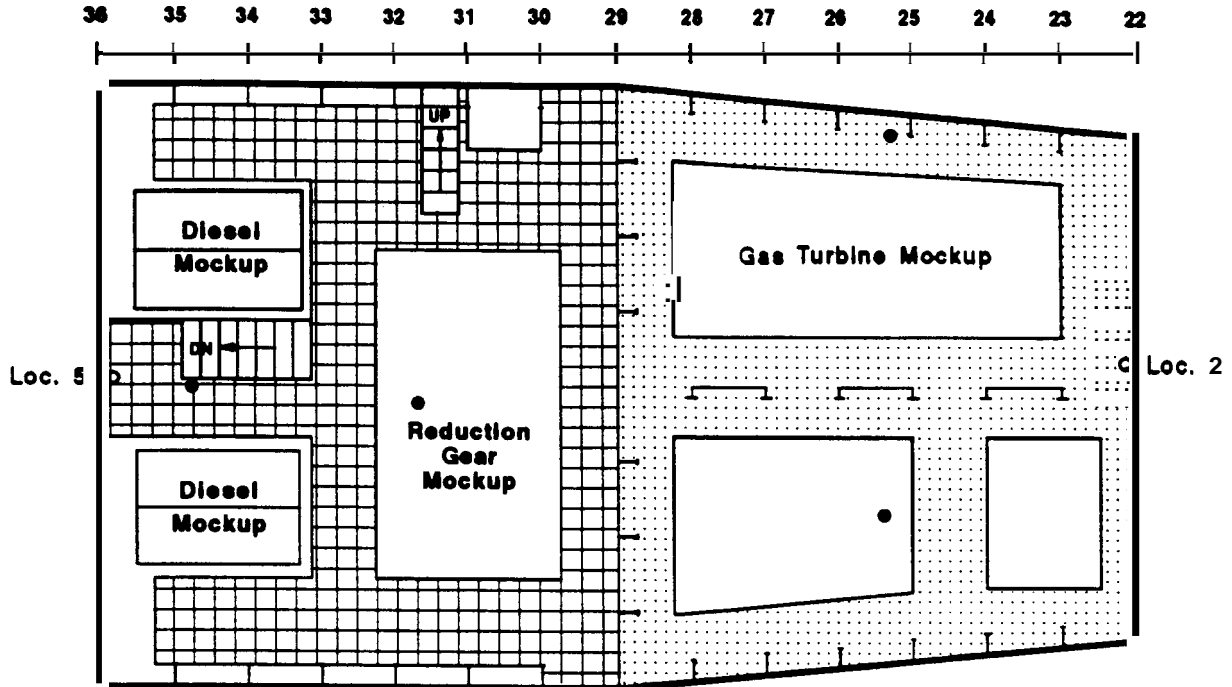 36 35 34 33 32 31 30 29 28 27 26 25 24 23 22
UP
Diesel
Mockup
Gas Turbine Mockup
DN
Loc. 5
Loc. 2
Reduction
Gear
Mockup
Diesel
Mockup